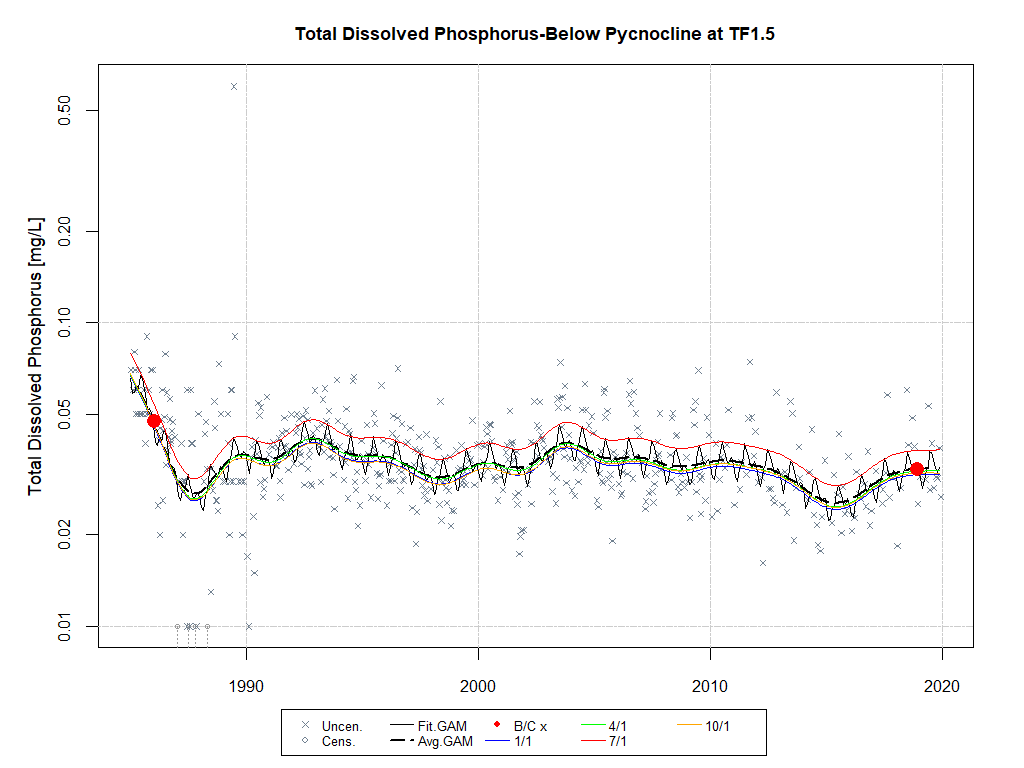 Total Dissolved Phosphorus-Below Pycnocline at TF1.5
Total Dissolved Phosphorus [mg/L]
0.50
0.20
0.10
0.05
0.02
0.01
1990 2000 2010 2020
Uncen. Fit.GAM B/C x 4/1 10/1
Cens. Avg.GAM 1/1 7/1